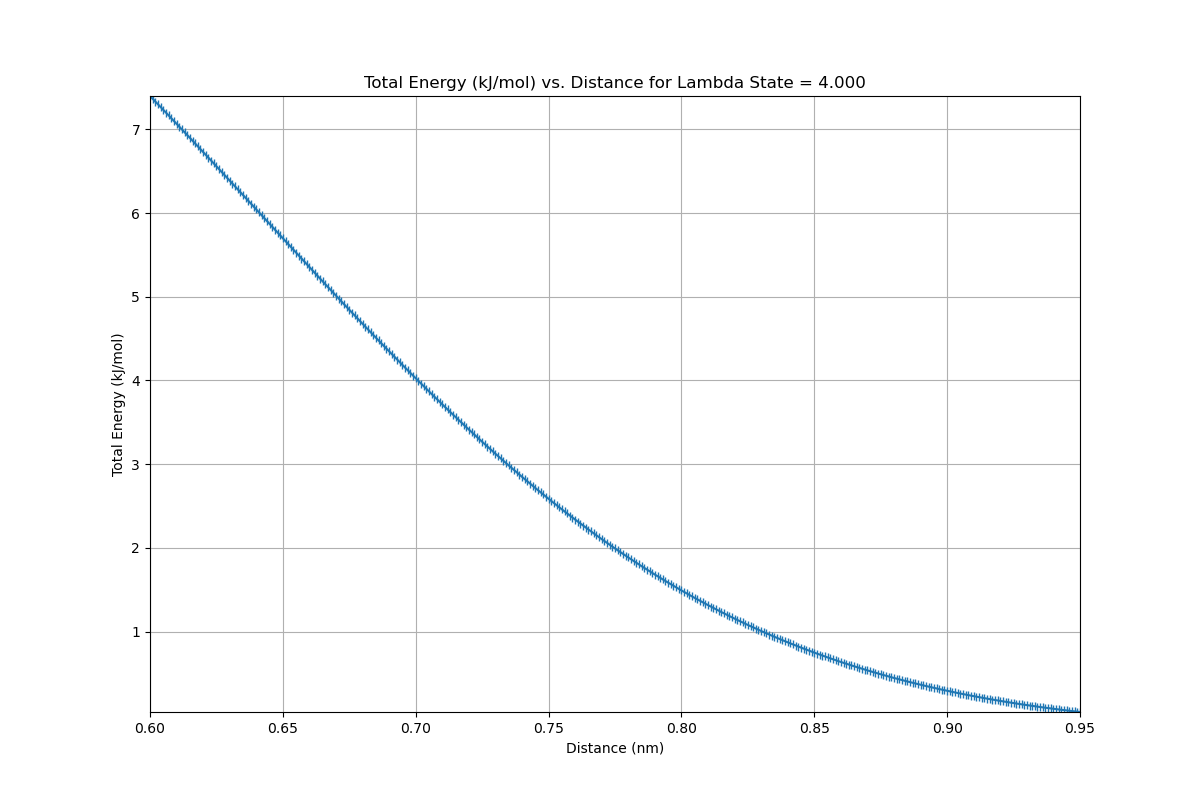 Total Energy (kJ/mol) vs. Distance for Lambda State = 4.000
Total Energy (kJ/mol)
7
6
5
4
3
2
1
0.60 0.65 0.70 0.75 0.80 0.85 0.90 0.95
Distance (nm)